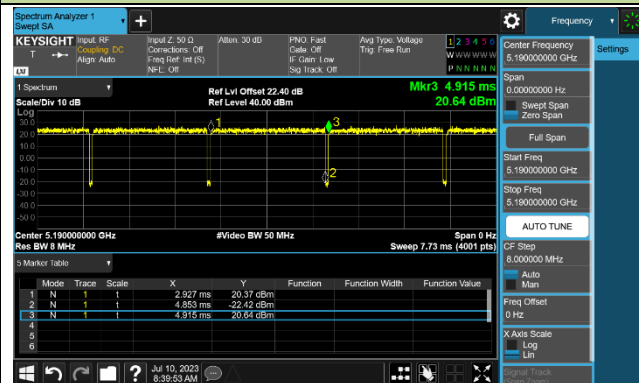 Spectrum Analyzer 1
Swept SA
Frequency
KEYSIGHT
Input: RF
Coupling: DC
Align: Auto
Input Z: 50 Ω
Corrections: Off
Freq Ref: Int (S)
NFE: Off
Atten: 30 dB
PNO: Fast
Gate: Off
IF Gain: Low
Sig Track: Off
Avg Type: Voltage
Trig: Free Run
1 2 3 4 5 6
W W W W W W
P N N N N N
LXI
1 Spectrum
Scale/Div 10 dB
Ref Lvl Offset 22.40 dB
Ref Level 40.00 dBm
Mkr3 4.915 ms
20.64 dBm
Log
30.0
20.0
10.0
0.00
-10.0
-20.0
-30.0
-40.0
-50.0
1
3
2
Center 5.190000000 GHz
Res BW 8 MHz
#Video BW 50 MHz
Span 0 Hz
Sweep 7.73 ms (4001 pts)
5 Marker Table
Mode Trace Scale X Y Function Function Width Function Value
1 N 1 t 2.927 ms 20.37 dBm
2 N 1 t 4.853 ms -22.42 dBm
3 N 1 t 4.915 ms 20.64 dBm
4
5
6
Jul 10, 2023
8:39:53 AM
Center Frequency
5.190000000 GHz
Settings
Span
0.00000000 Hz
Swept Span
Zero Span
Full Span
Start Freq
5.190000000 GHz
Stop Freq
5.190000000 GHz
AUTO TUNE
CF Step
8.000000 MHz
Auto
Man
Freq Offset
0 Hz
X Axis Scale
Log
Lin
Signal Track
(Span Zoom)